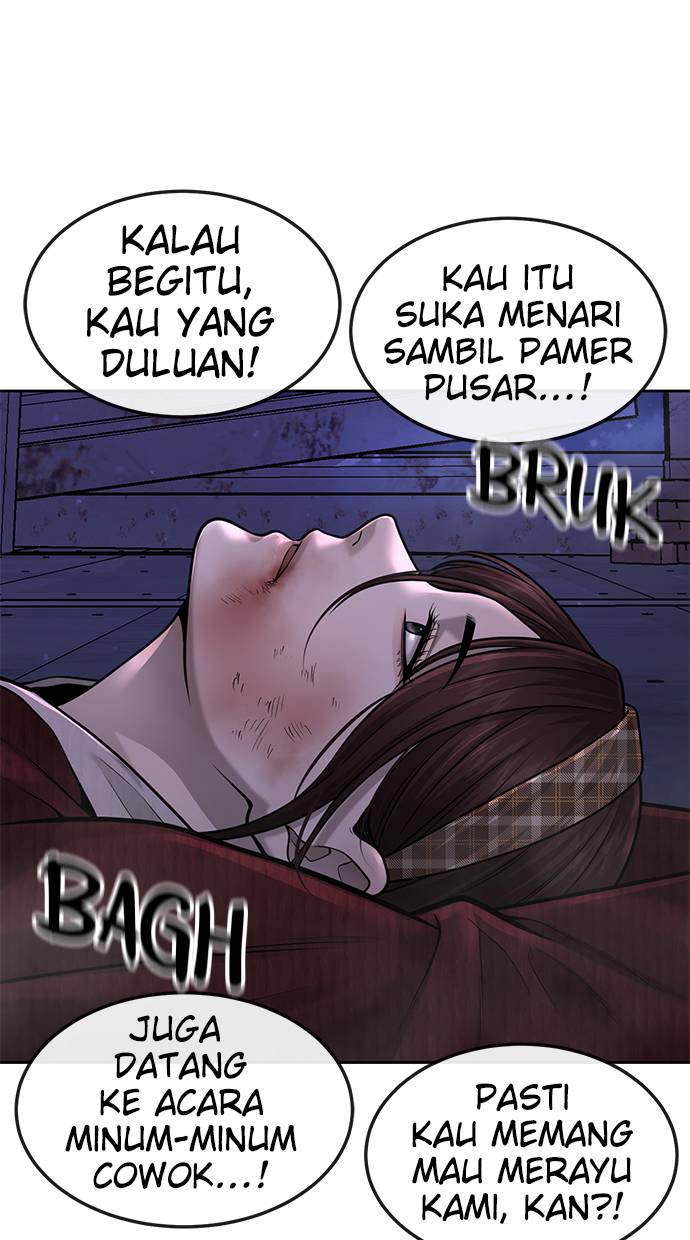 KALAU
BEGITU,
KAU YANG
DULUAN!
KAU ITU
SUKA MENARI
SAMBIL PAMER
PUSAR...!
BRUK
BAGH
JUGA
DATANG
KE ACARA
MINUM-MINUM
COWOK...!
PASTI
KAU MEMANG
MAU MERAYU
KAMI, KAN?!